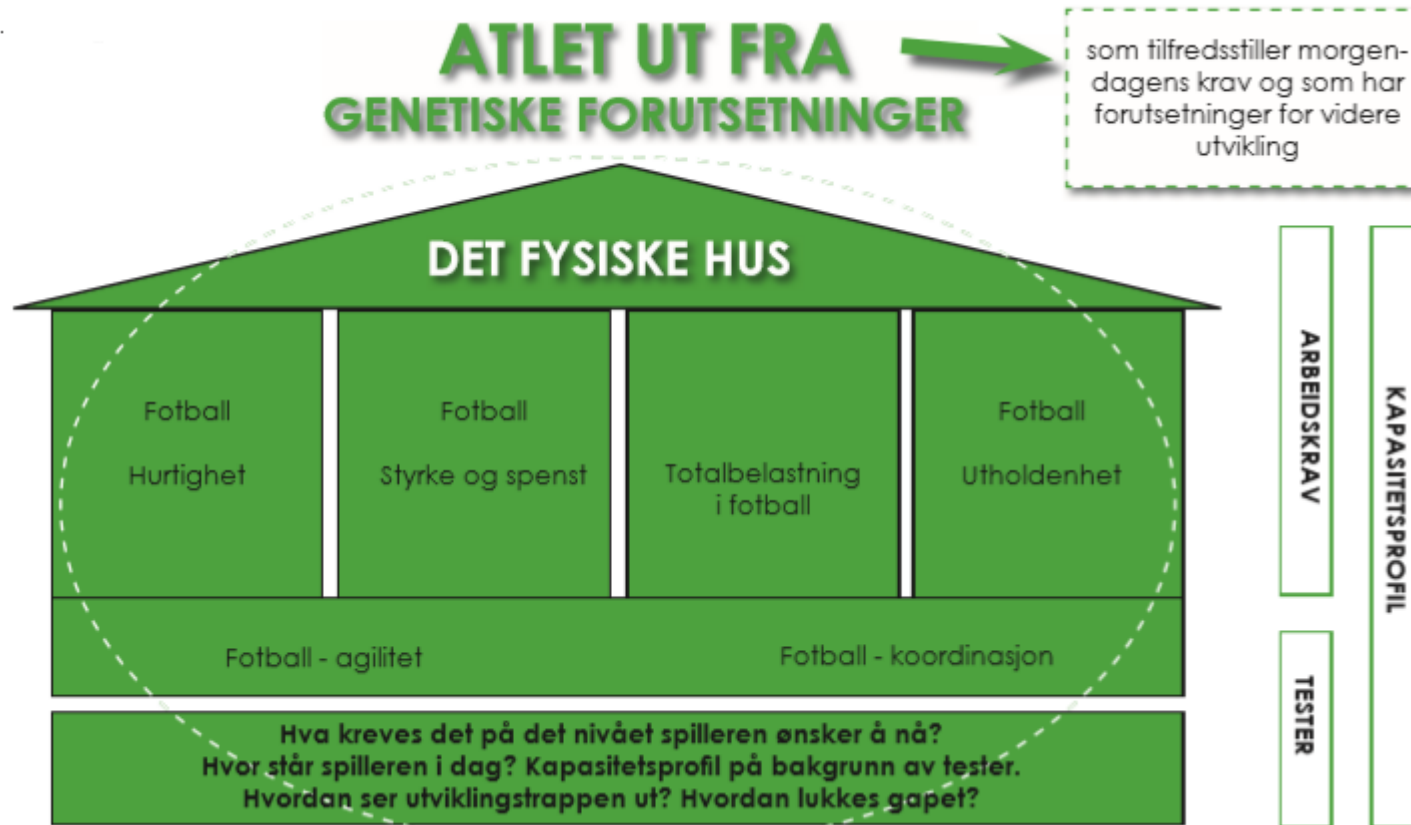 ATLET UT FRA
GENETISKE FORUTSETNINGER
som tilfredsstiller morgen-
dagens krav og som har
forutsetninger for videre
utvikling
DET FYSISKE HUS
Fotball
Hurtighet
Fotball
Styrke og spenst
Totalbelastning
i fotball
Fotball
Utholdenhet
Fotball - agilitet
Fotball - koordinasjon
Hva kreves det på det nivået spilleren ønsker å nå?
Hvor står spilleren i dag? Kapasitetsprofil på bakgrunn av tester.
Hvordan ser utviklingstrappen ut? Hvordan lukkes gapet?
ARBEIDSKRAV
TESTER
KAPASITETSPROFIL